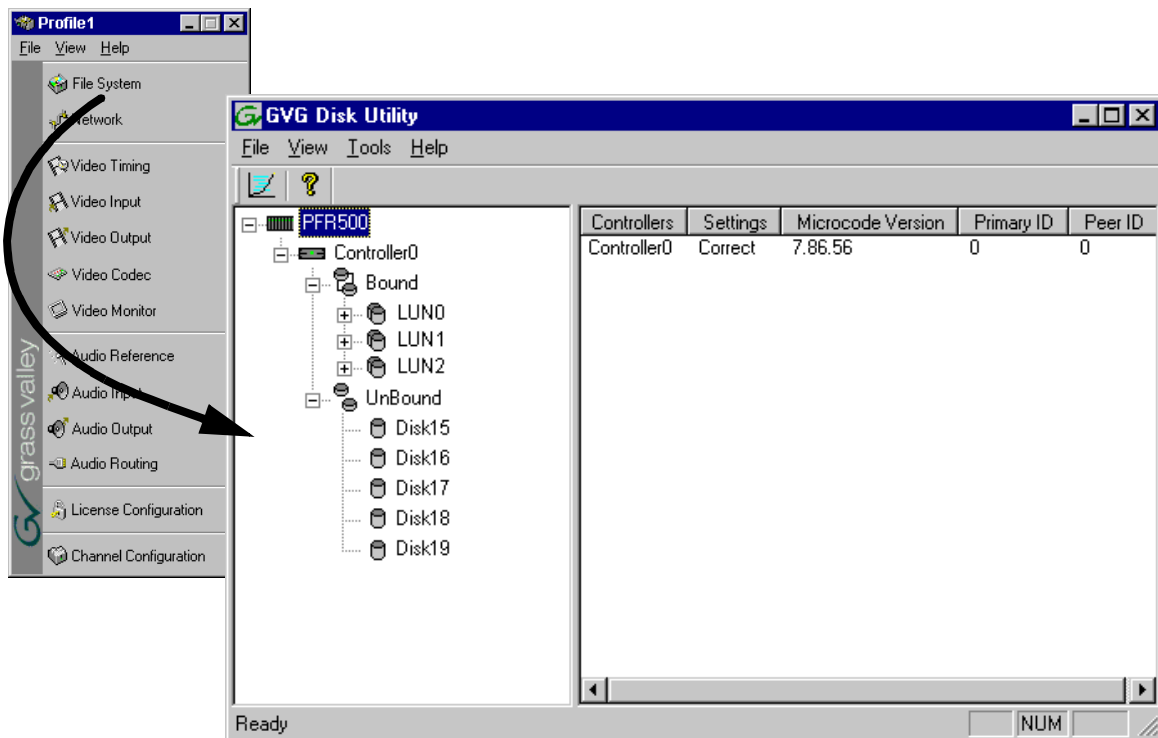 Profile1
File View Help
File System
Network
Video Timing
Video Input
Video Output
Video Codec
Video Monitor
Audio Reference
Audio Input
Audio Output
Audio Routing
License Configuration
Channel Configuration
grass valley
GVG Disk Utility
File View Tools Help
PFR500
Controller0
Bound
LUN0
LUN1
LUN2
UnBound
Disk15
Disk16
Disk17
Disk18
Disk19
Controllers Settings Microcode Version Primary ID Peer ID
Controller0 Correct 7.86.56 0 0
Ready NUM